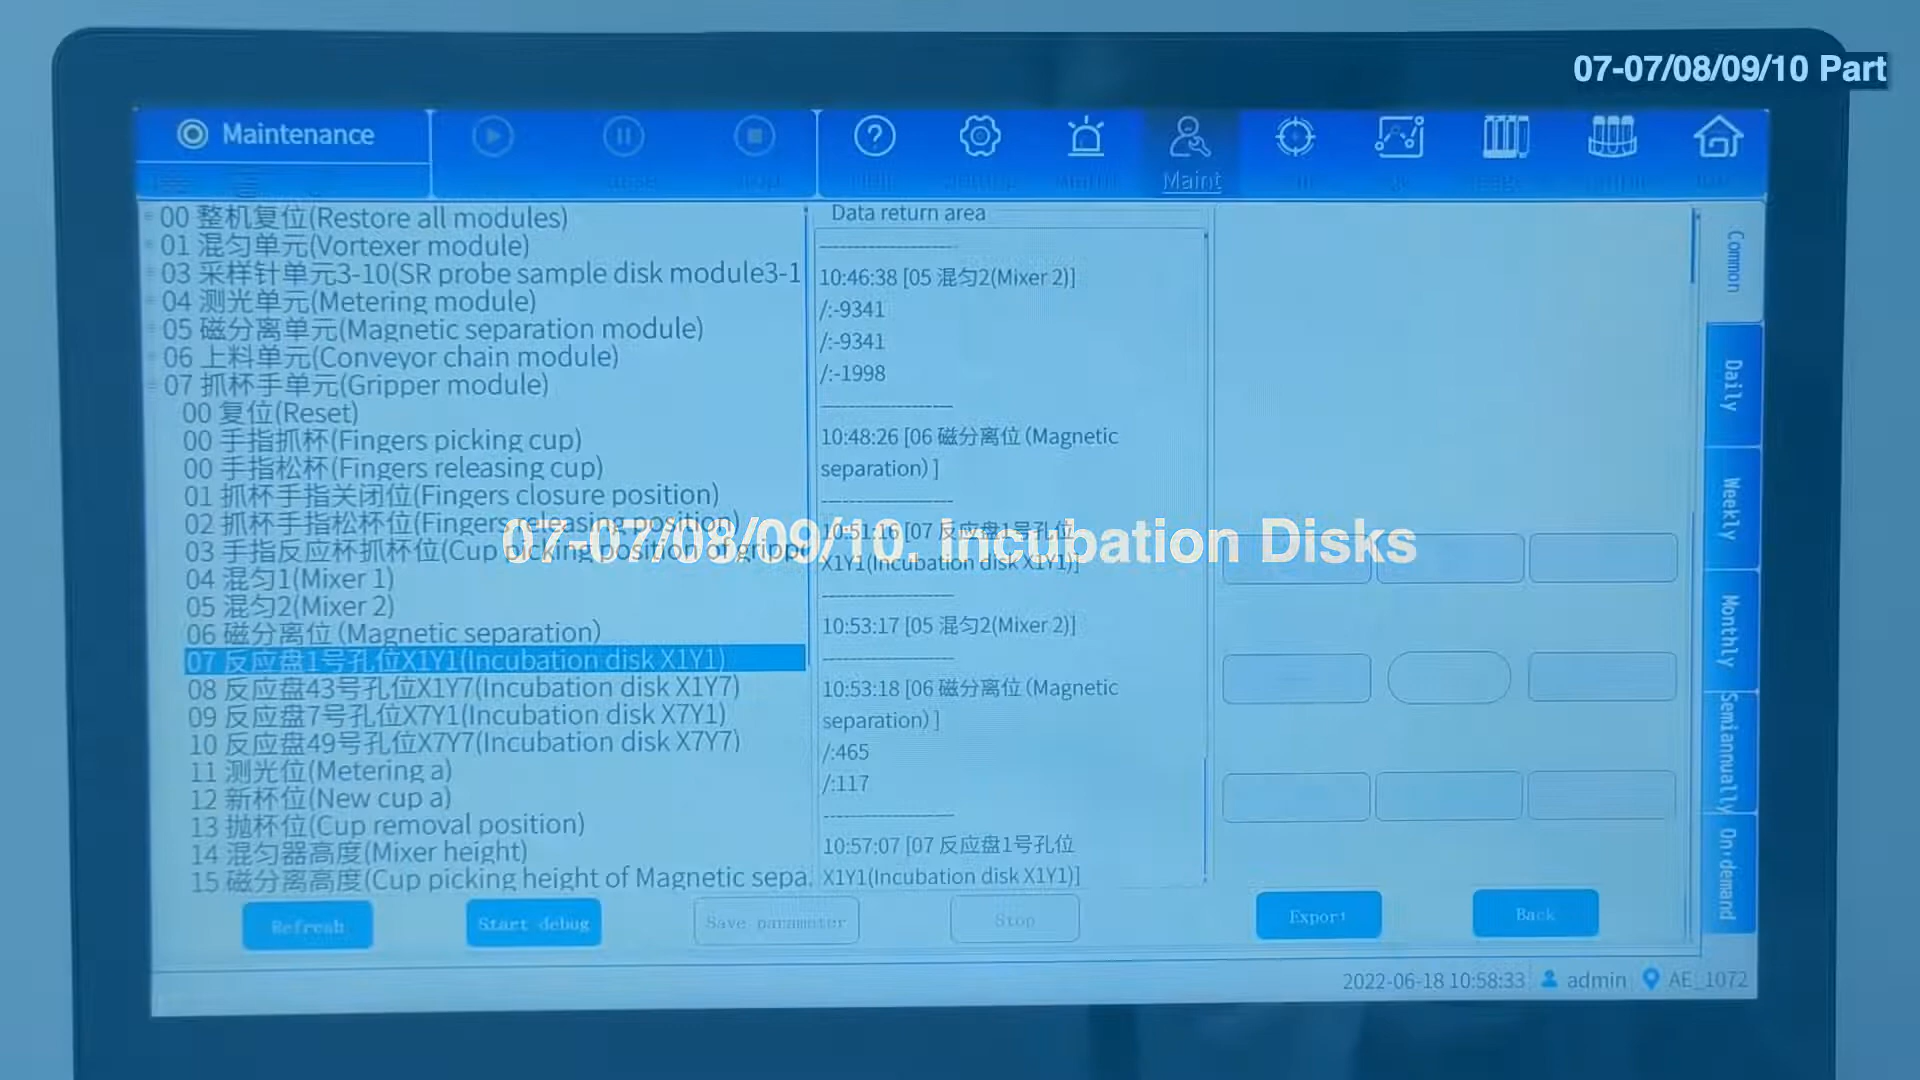 07-07/08/09/10 Part
Maintenance
Maint
00 整机复位(Restore all modules)
01 混匀单元(Vortexer module)
03 采样针单元3-10(SR probe sample disk module3-1
04 测光单元(Metering module)
05 磁分离单元(Magnetic separation module)
06 上料单元(Conveyor chain module)
07 抓杯手单元(Gripper module)
00 复位(Reset)
00 手指抓杯(Fingers picking cup)
00 手指松杯(Fingers releasing cup)
01 抓杯手指关闭位(Fingers closure position)
02 抓杯手指松杯位(Fingers releasing position)
03 手指反应杯抓杯位(Cup picking position of grippe
04 混匀1(Mixer 1)
05 混匀2(Mixer 2)
06 磁分离位(Magnetic separation)
07 反应盘1号孔位X1Y1(Incubation disk X1Y1)
08 反应盘43号孔位X1Y7(Incubation disk X1Y7)
09 反应盘7号孔位X7Y1(Incubation disk X7Y1)
10 反应盘49号孔位X7Y7(Incubation disk X7Y7)
11 测光位(Metering a)
12 新杯位(New cup a)
13 抛杯位(Cup removal position)
14 混匀器高度(Mixer height)
15 磁分离高度(Cup picking height of Magnetic sepa.
Data return area
--------------------
10:46:38 [05 混匀2(Mixer 2)]
/:-9341
/:-9341
/:-1998
--------------------
10:48:26 [06 磁分离位(Magnetic
separation)]
--------------------
10:51:16 [07 反应盘1号孔位
X1Y1(Incubation disk X1Y1)]
--------------------
10:53:17 [05 混匀2(Mixer 2)]
--------------------
10:53:18 [06 磁分离位(Magnetic
separation)]
/:465
/:117
--------------------
10:57:07 [07 反应盘1号孔位
X1Y1(Incubation disk X1Y1)]
07-07/08/09/10. Incubation Disks
Common
Daily
Weekly
Monthly
Semiannually
On-demand
Refresh
Start debug
Save parameter
Stop
Export
Back
2022-06-18 10:58:33 admin AE_1072